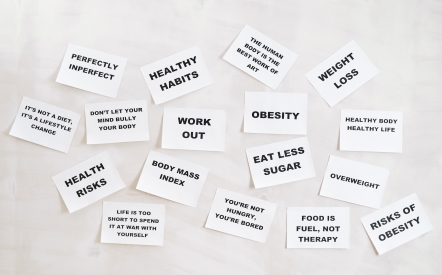 PERFECTLY
INPERFECT
HEALTHY
HABITS
THE HUMAN
BODY IS THE
BEST WORK OF
ART
WEIGHT
LOSS
IT'S NOT A DIET,
IT'S A LIFESTYLE
CHANGE
DON'T LET YOUR
MIND BULLY
YOUR BODY
WORK
OUT
OBESITY
HEALTHY BODY
HEALTHY LIFE
HEALTH
RISKS
BODY MASS
INDEX
EAT LESS
SUGAR
OVERWEIGHT
LIFE IS TOO
SHORT TO SPEND
IT AT WAR WITH
YOURSELF
YOU'RE NOT
HUNGRY,
YOU'RE BORED
FOOD IS
FUEL, NOT
THERAPY
RISKS OF
OBESITY